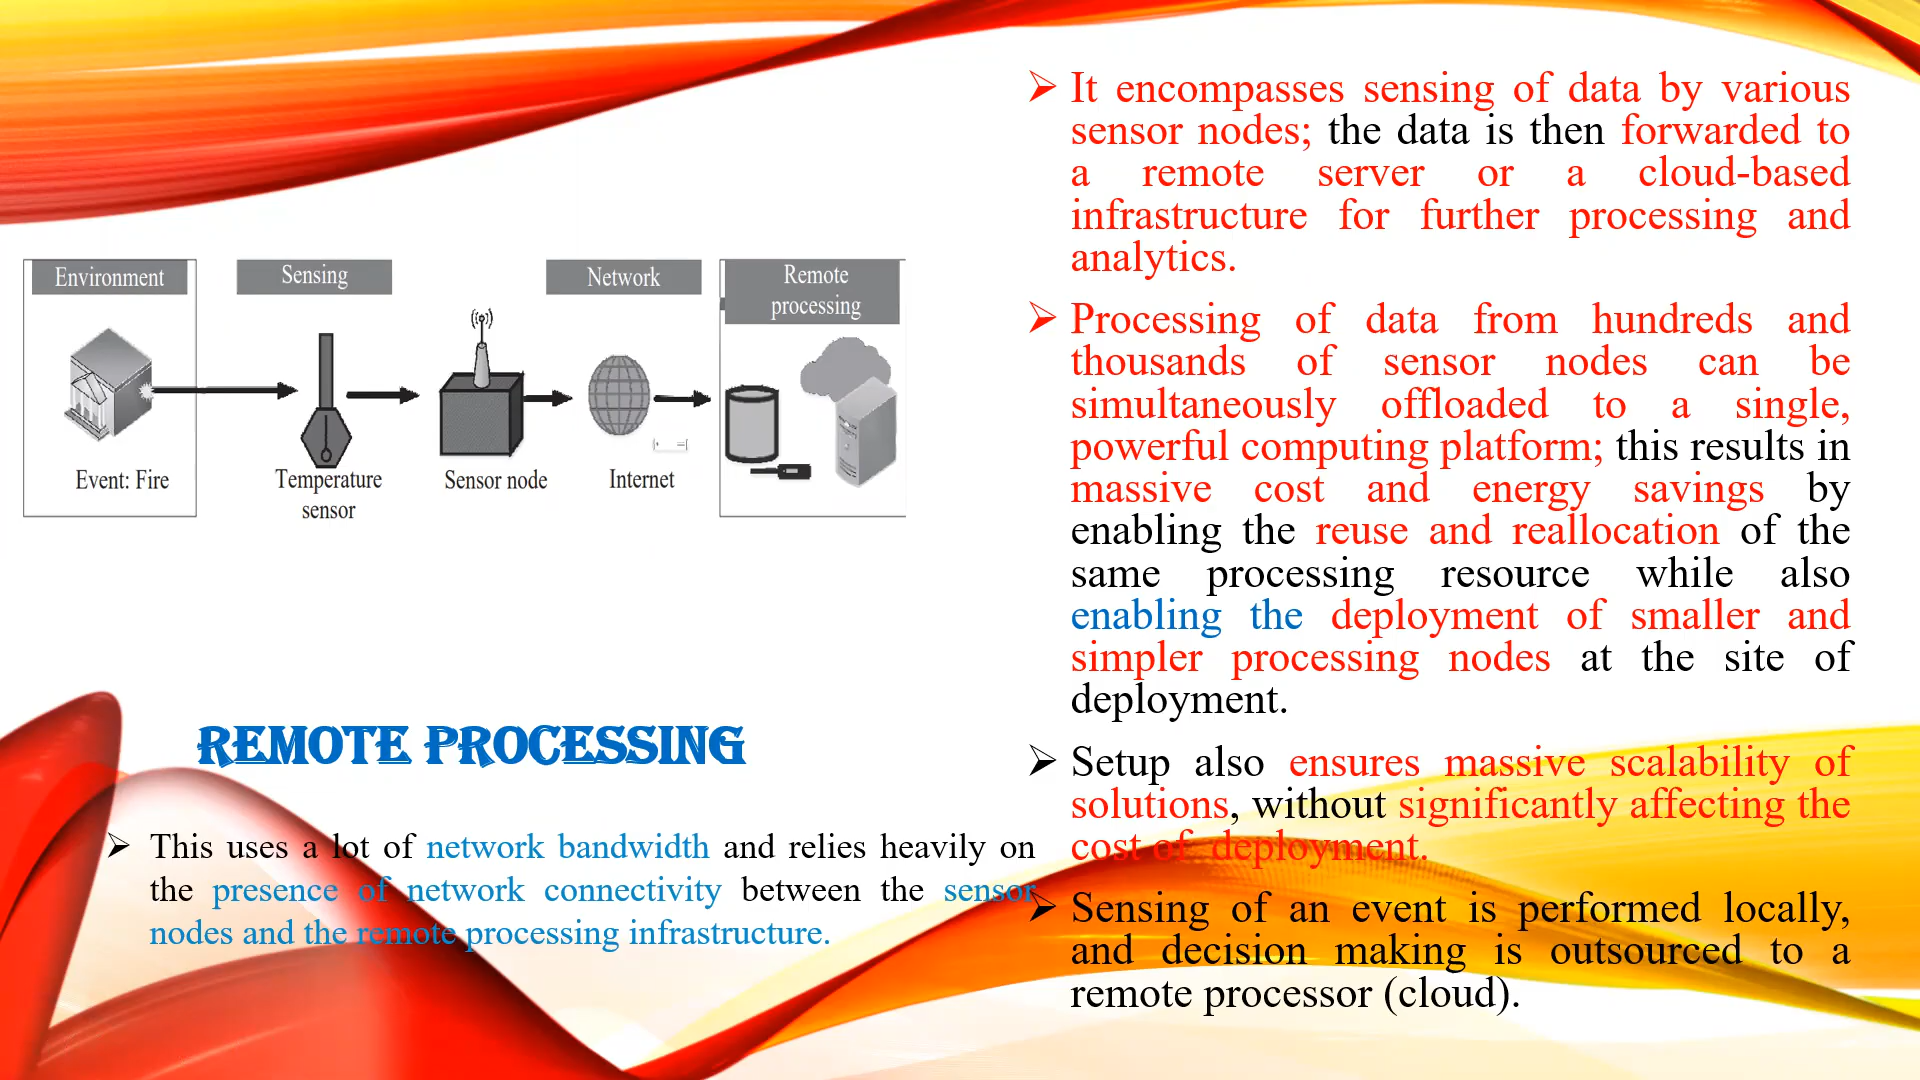 Environment
Sensing
Network
Remote
processing
Event: Fire
Temperature
sensor
Sensor node
Internet
REMOTE PROCESSING
➢ This uses a lot of network bandwidth and relies heavily on
the presence of network connectivity between the sensor
nodes and the remote processing infrastructure.
➢ It encompasses sensing of data by various
sensor nodes; the data is then forwarded to
a remote server or a cloud-based
infrastructure for further processing and
analytics.
➢ Processing of data from hundreds and
thousands of sensor nodes can be
simultaneously offloaded to a single,
powerful computing platform; this results in
massive cost and energy savings by
enabling the reuse and reallocation of the
same processing resource while also
enabling the deployment of smaller and
simpler processing nodes at the site of
deployment.
➢ Setup also ensures massive scalability of
solutions, without significantly affecting the
cost of deployment.
➢ Sensing of an event is performed locally,
and decision making is outsourced to a
remote processor (cloud).